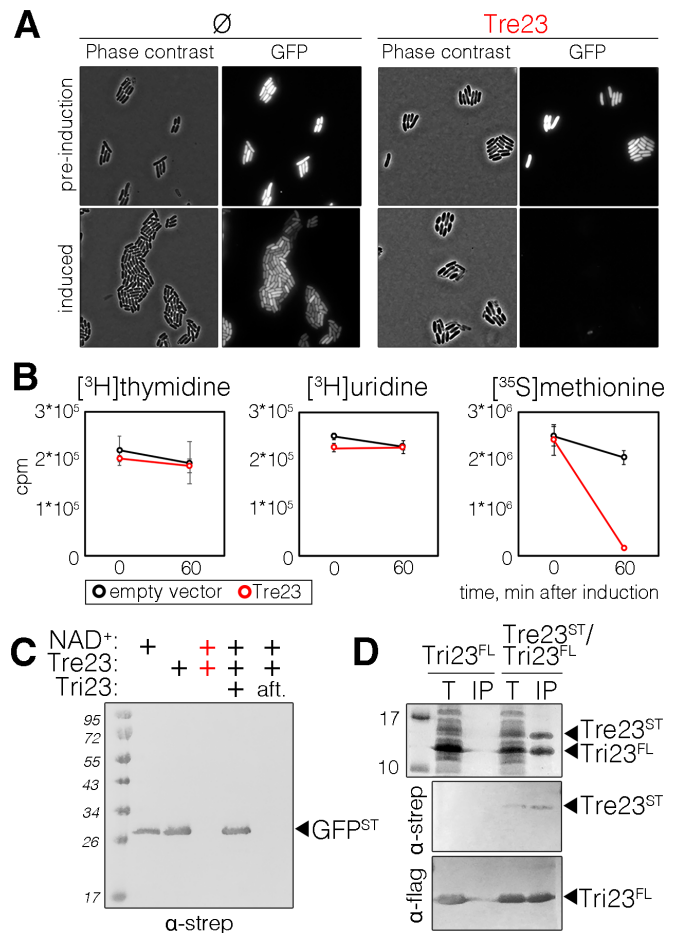 A
Ø
Tre23
Phase contrast
GFP
Phase contrast
GFP
pre-induction
induced
B
[³H]thymidine
[³H]uridine
[³⁵S]methionine
3*10⁵
2*10⁵
1*10⁵
0
cpm
0
60
3*10⁵
2*10⁵
1*10⁵
0
0
60
3*10⁶
2*10⁶
1*10⁶
0
0
60
empty vector
Tre23
time, min after induction
C
NAD⁺: + + + +
Tre23: + + + +
Tri23: + aft.
95
72
55
43
34
26
17
GFPˢᵀ
α-strep
D
Tri23ᶠᴸ
Tre23ˢᵀ/
Tri23ᶠᴸ
T IP T IP
17
10
Tre23ˢᵀ
Tri23ᶠᴸ
α-strep
Tre23ˢᵀ
α-flag
Tri23ᶠᴸ